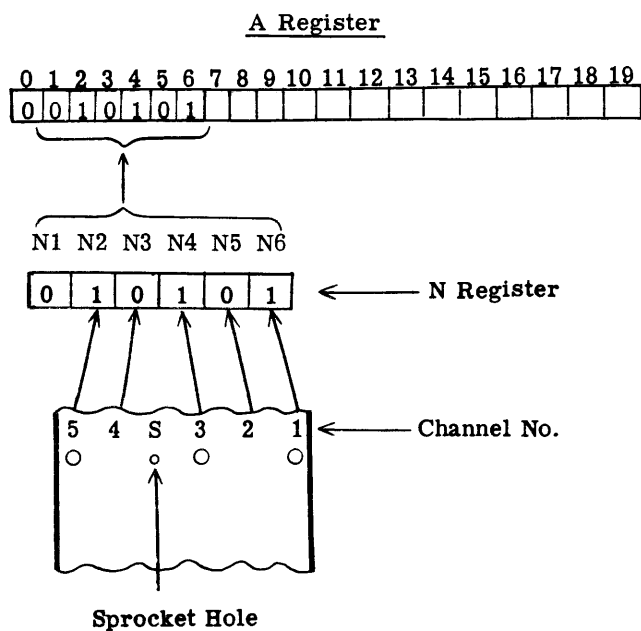 A Register
0 1 2 3 4 5 6 7 8 9 10 11 12 13 14 15 16 17 18 19
0 0 1 0 1 0 1
N1 N2 N3 N4 N5 N6
0 1 0 1 0 1 N Register
5 4 S 3 2 1 Channel No.
Sprocket Hole